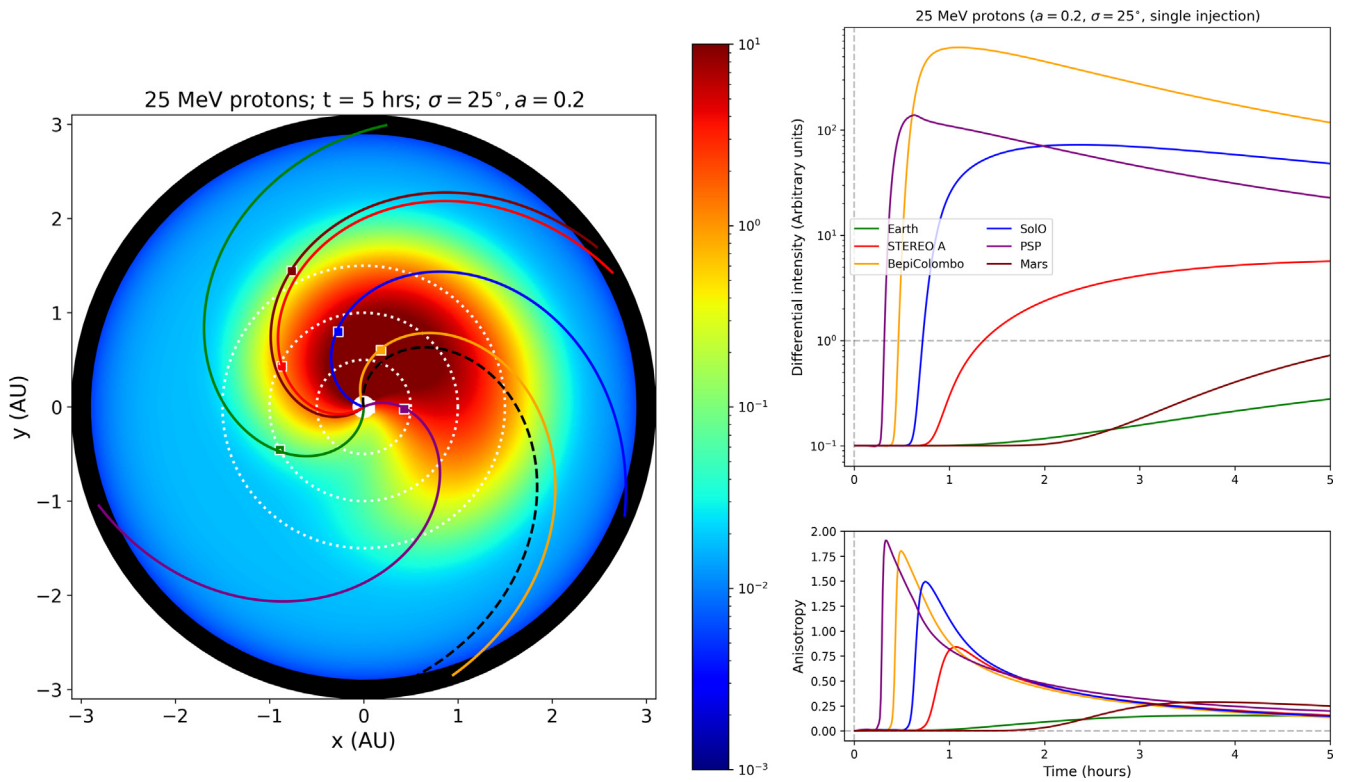 25 MeV protons; t = 5 hrs; σ = 25°, a = 0.2
3
2
1
0
−1
−2
−3
y (AU)
−3 −2 −1 0 1 2 3
x (AU)
10^1
10^0
10^−1
10^−2
10^−3
25 MeV protons (a = 0.2, σ = 25°, single injection)
10^2
10^1
10^0
10^−1
Differential intensity (Arbitrary units)
Earth SolO
STEREO A PSP
BepiColombo Mars
0 1 2 3 4 5
2.00
1.75
1.50
1.25
1.00
0.75
0.50
0.25
0.00
Anisotropy
0 1 2 3 4 5
Time (hours)